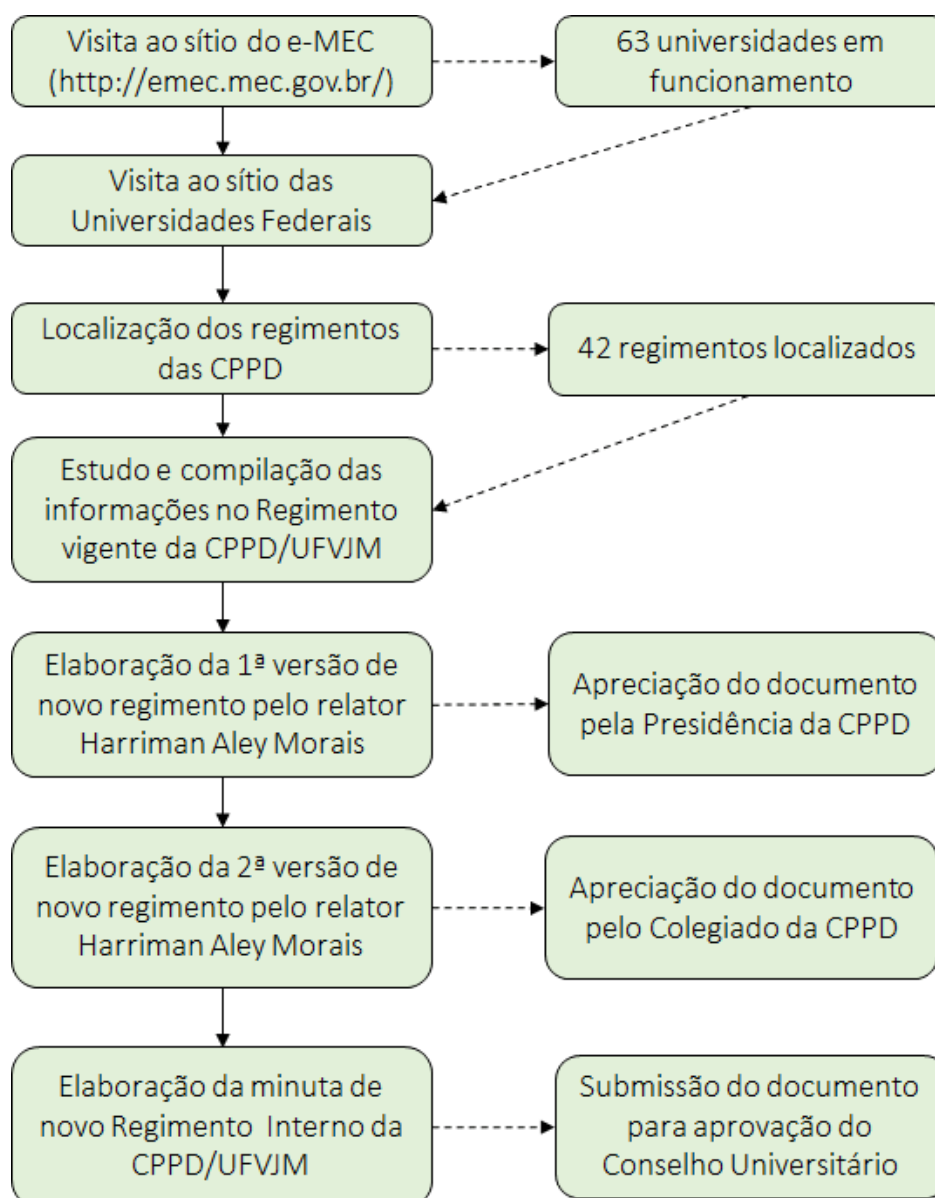 Visita ao sítio do e-MEC
(http://emec.mec.gov.br/)
63 universidades em
funcionamento
Visita ao sítio das
Universidades Federais
Localização dos regimentos
das CPPD
42 regimentos localizados
Estudo e compilação das
informações no Regimento
vigente da CPPD/UFVJM
Elaboração da 1ª versão de
novo regimento pelo relator
Harriman Aley Morais
Apreciação do documento
pela Presidência da CPPD
Elaboração da 2ª versão de
novo regimento pelo relator
Harriman Aley Morais
Apreciação do documento
pelo Colegiado da CPPD
Elaboração da minuta de
novo Regimento Interno da
CPPD/UFVJM
Submissão do documento
para aprovação do
Conselho Universitário